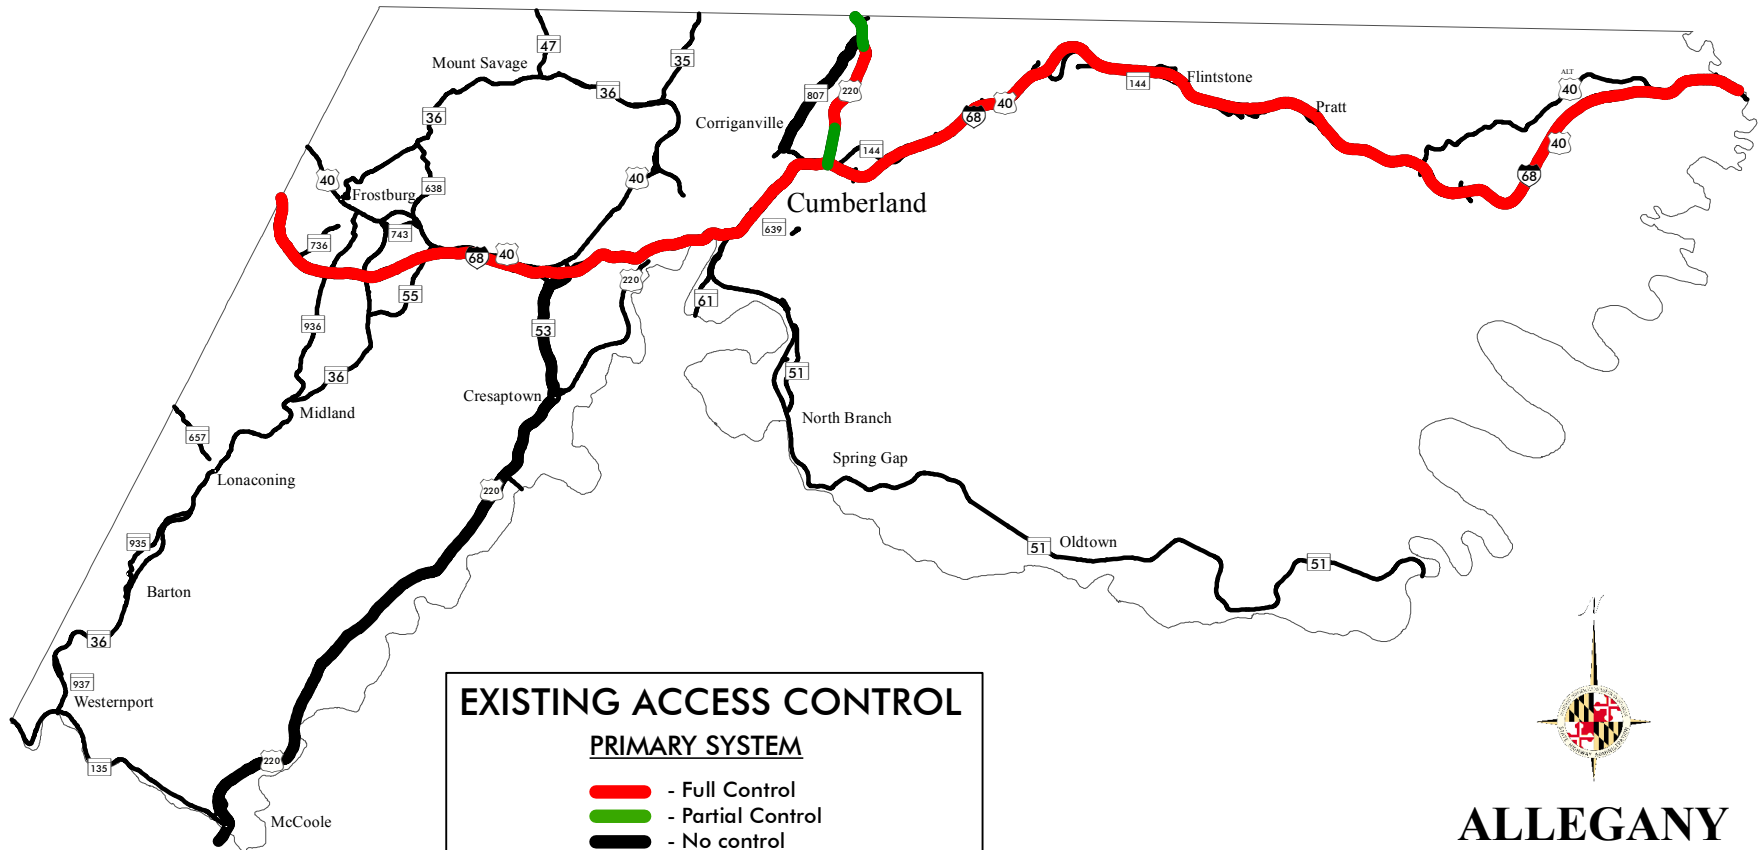 47
35
Mount Savage
36
807
220
Corriganville
144
68
40
144
Flintstone
Pratt
ALT
40
40
68
36
40
Frostburg
638
40
Cumberland
639
736
743
68
40
55
220
61
936
53
36
Midland
Cresaptown
51
North Branch
657
Lonaconing
Spring Gap
220
935
Barton
51
Oldtown
51
36
937
Westernport
135
220
McCoole
EXISTING ACCESS CONTROL
PRIMARY SYSTEM
- Full Control
- Partial Control
- No control
ALLEGANY